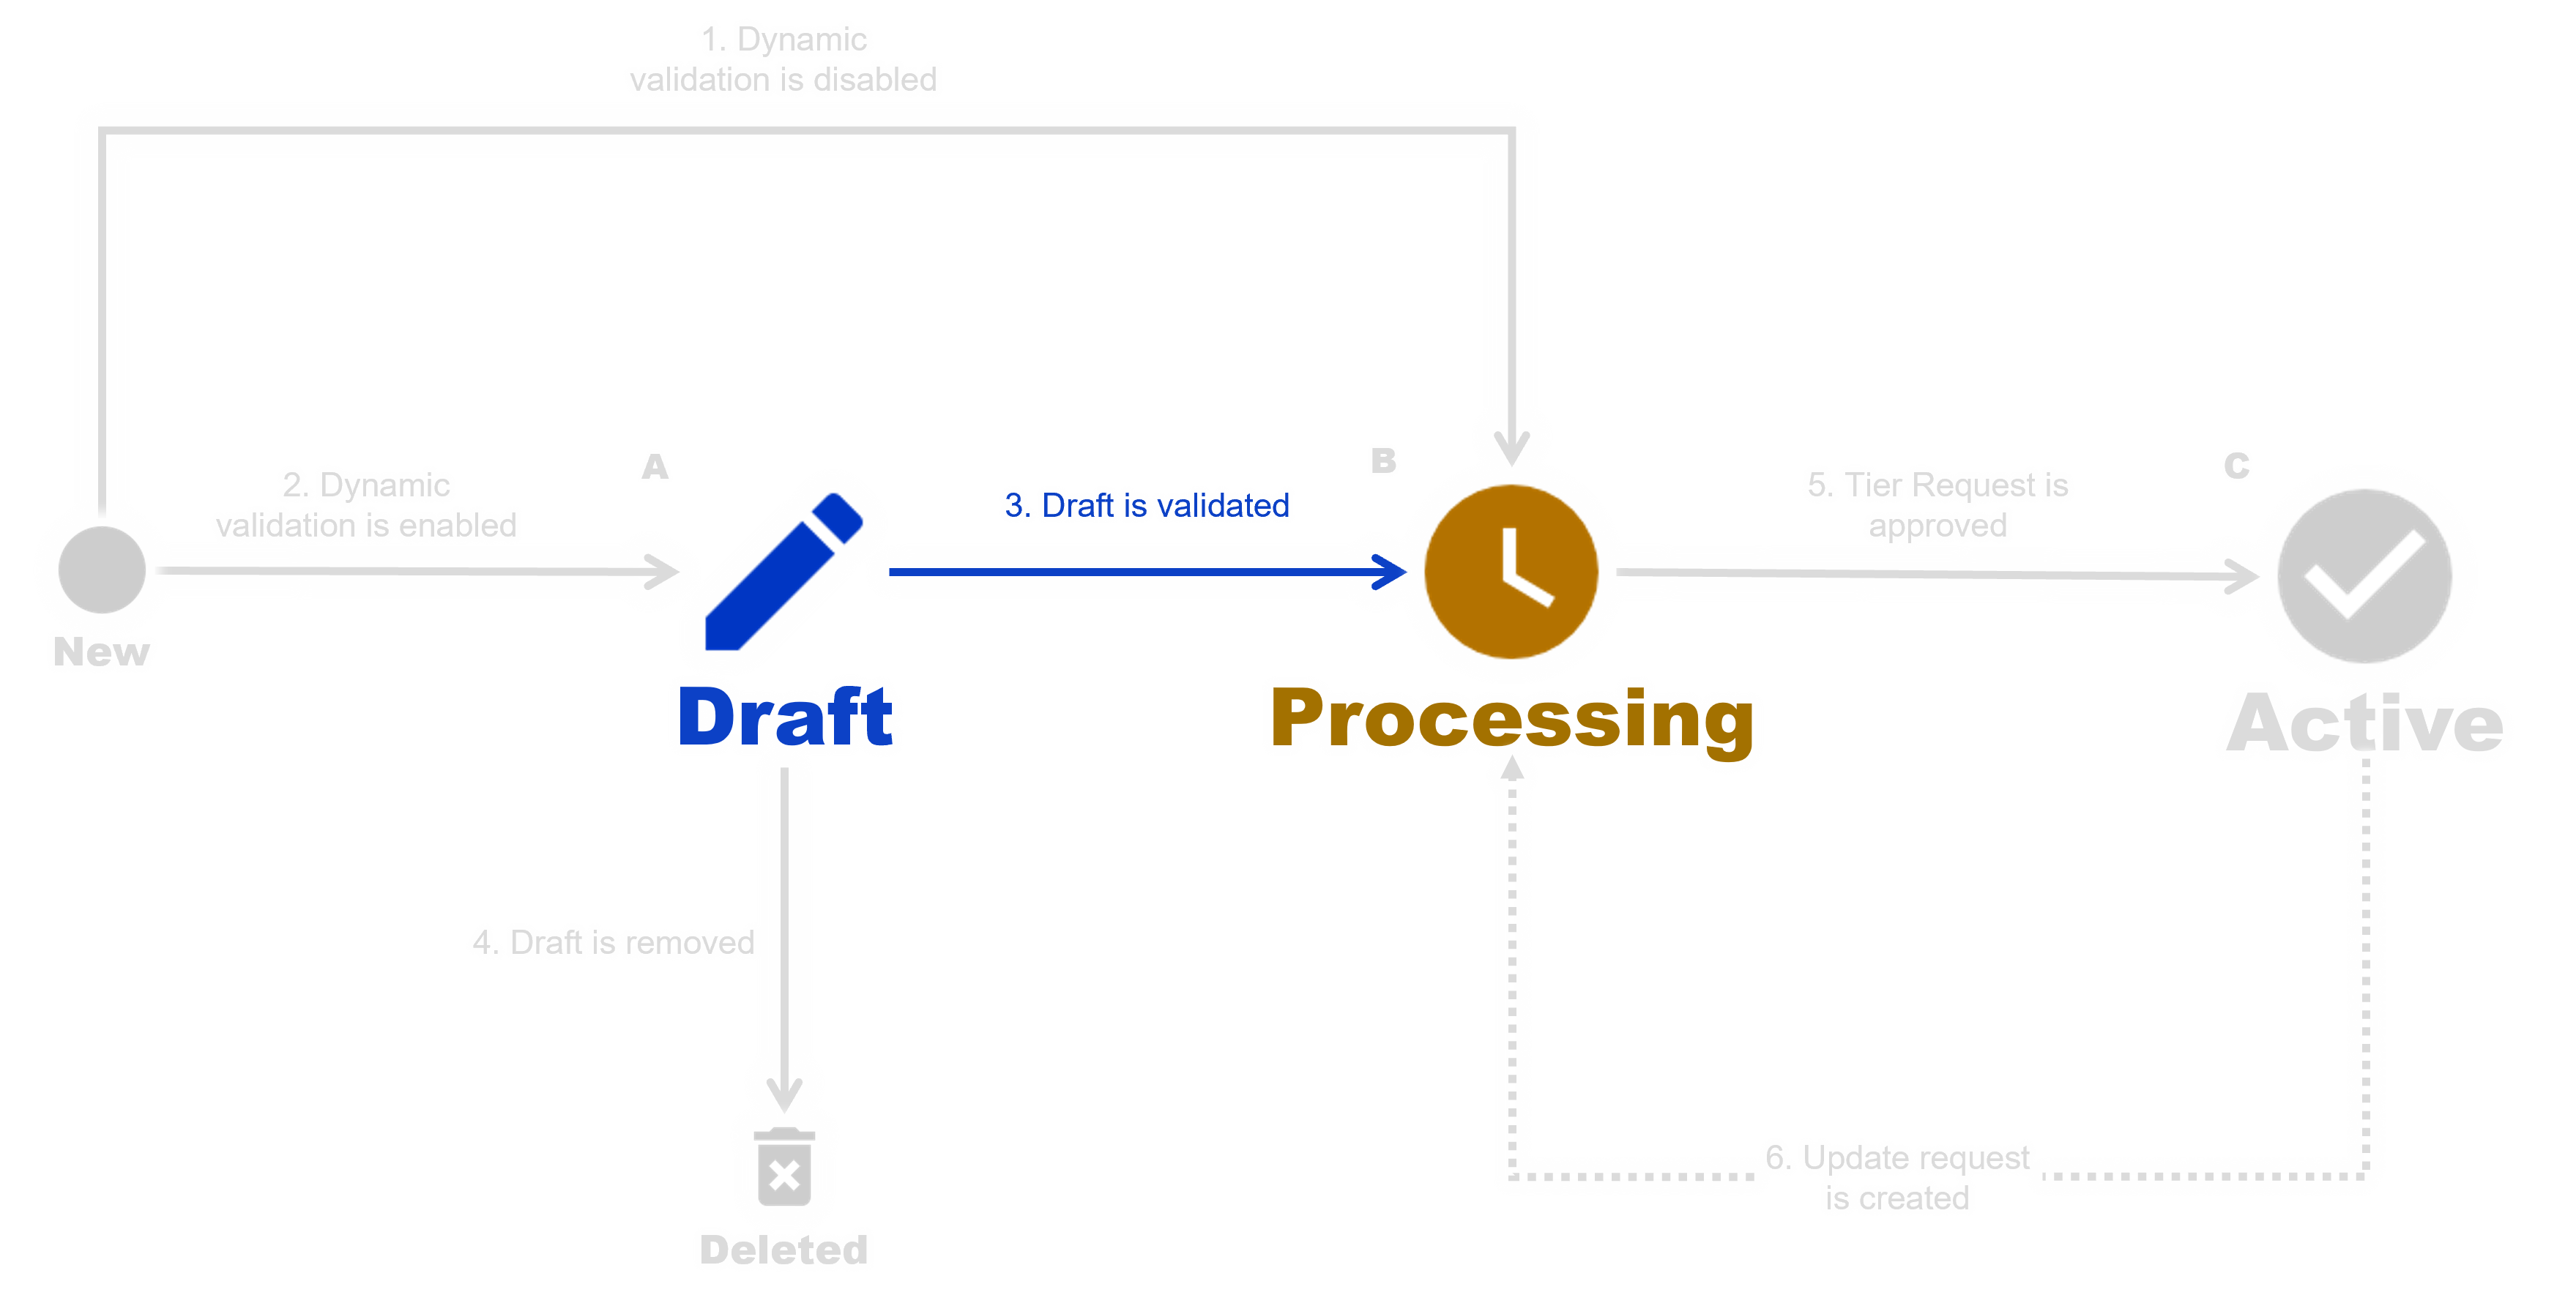 1. Dynamic
validation is disabled
2. Dynamic
validation is enabled
A
3. Draft is validated
B
5. Tier Request is
approved
C
New
Draft
Processing
Active
4. Draft is removed
6. Update request
is created
Deleted